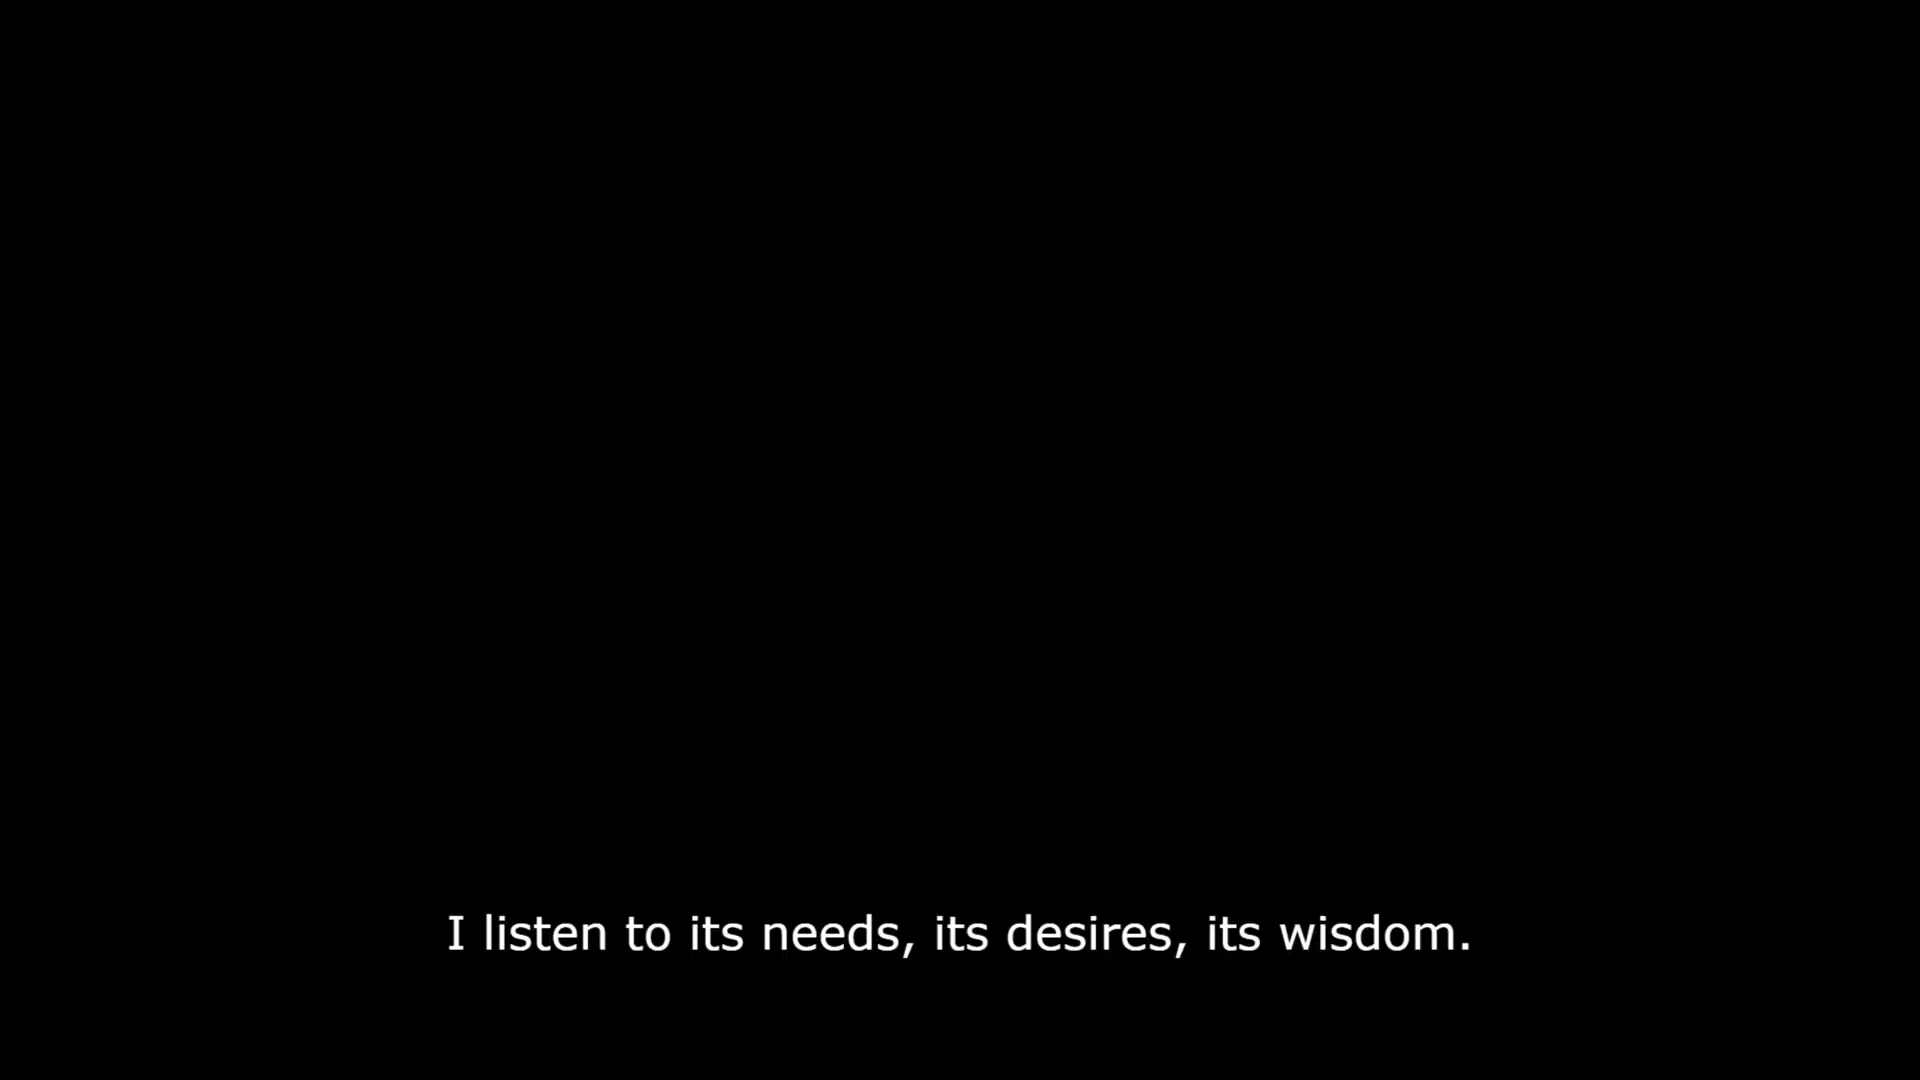 I listen to its needs, its desires, its wisdom.